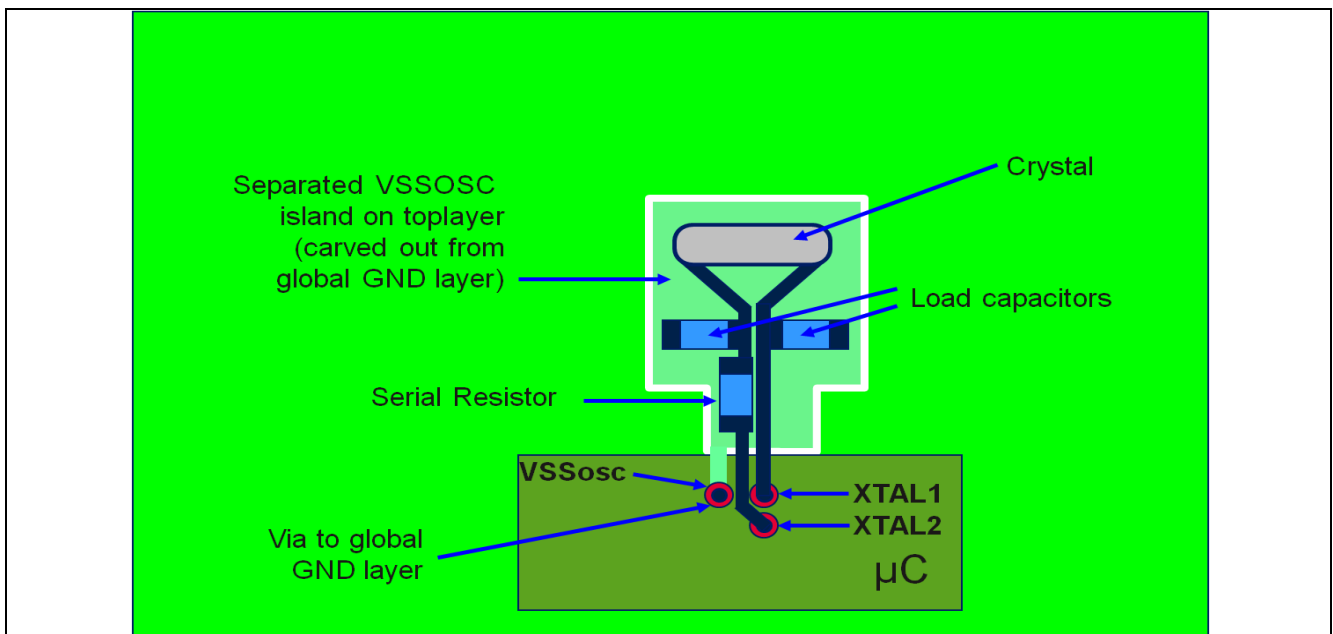 Crystal
Separated VSSOSC
island on toplayer
(carved out from
global GND layer)
Load capacitors
Serial Resistor
VSSosc
XTAL1
XTAL2
Via to global
GND layer
µC